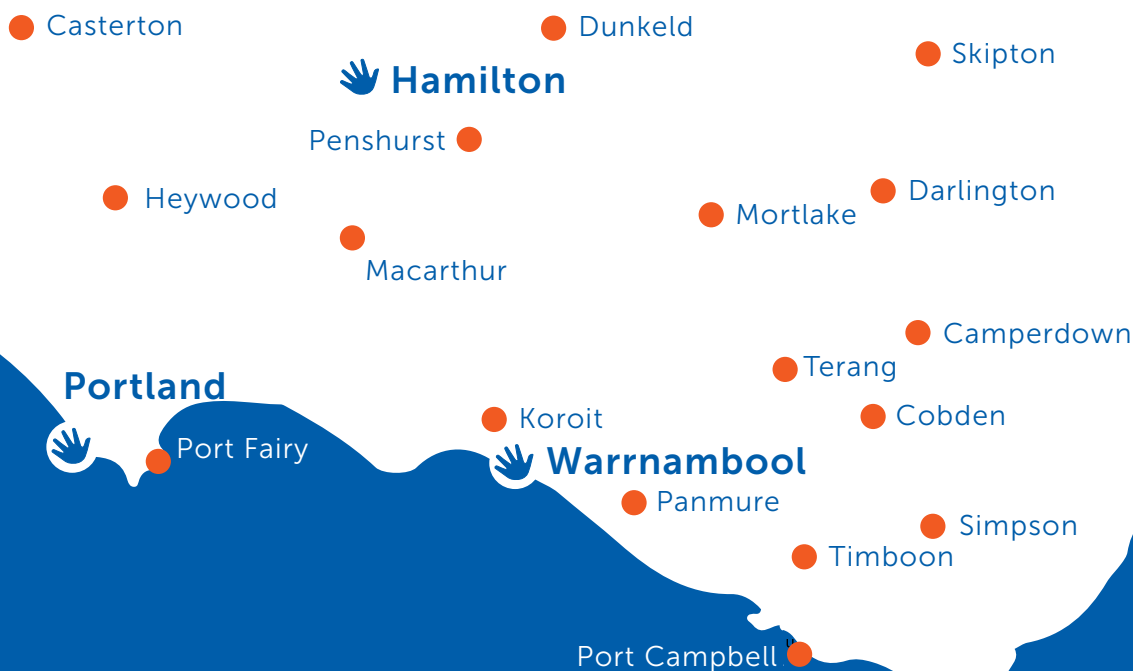 Casterton
Dunkeld
Skipton
Hamilton
Penshurst
Heywood
Darlington
Mortlake
Macarthur
Camperdown
Terang
Portland
Koroit
Cobden
Port Fairy
Warrnambool
Panmure
Simpson
Timboon
Port Campbell